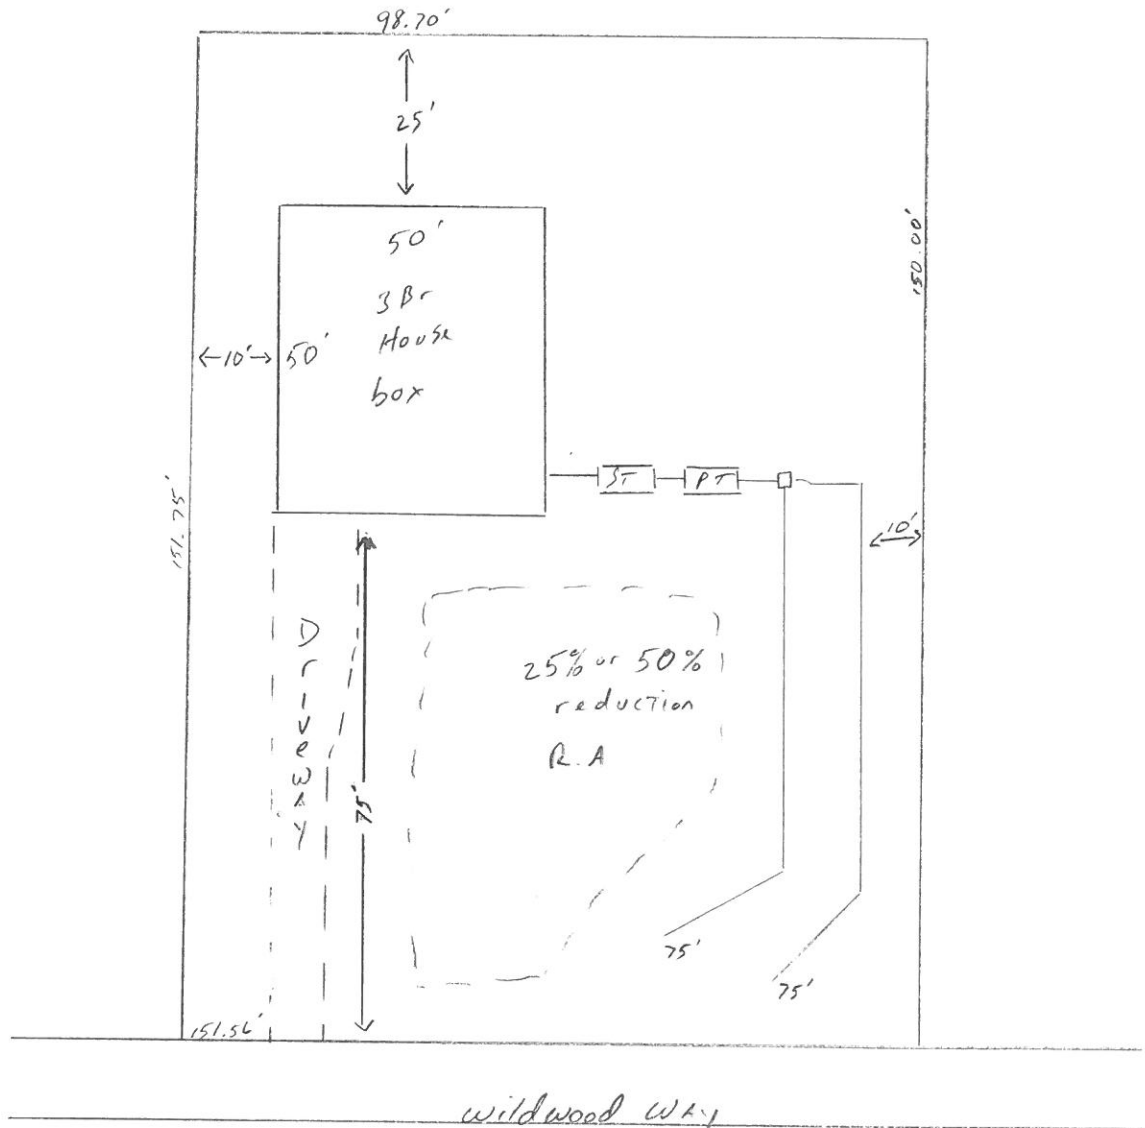 98.70'
25'
50'
3 Br
House
box
10'
50'
150.00'
151.75'
ST
PT
10'
Driveway
75'
25% or 50%
reduction
R.A
75'
75'
151.56'
Wildwood Way